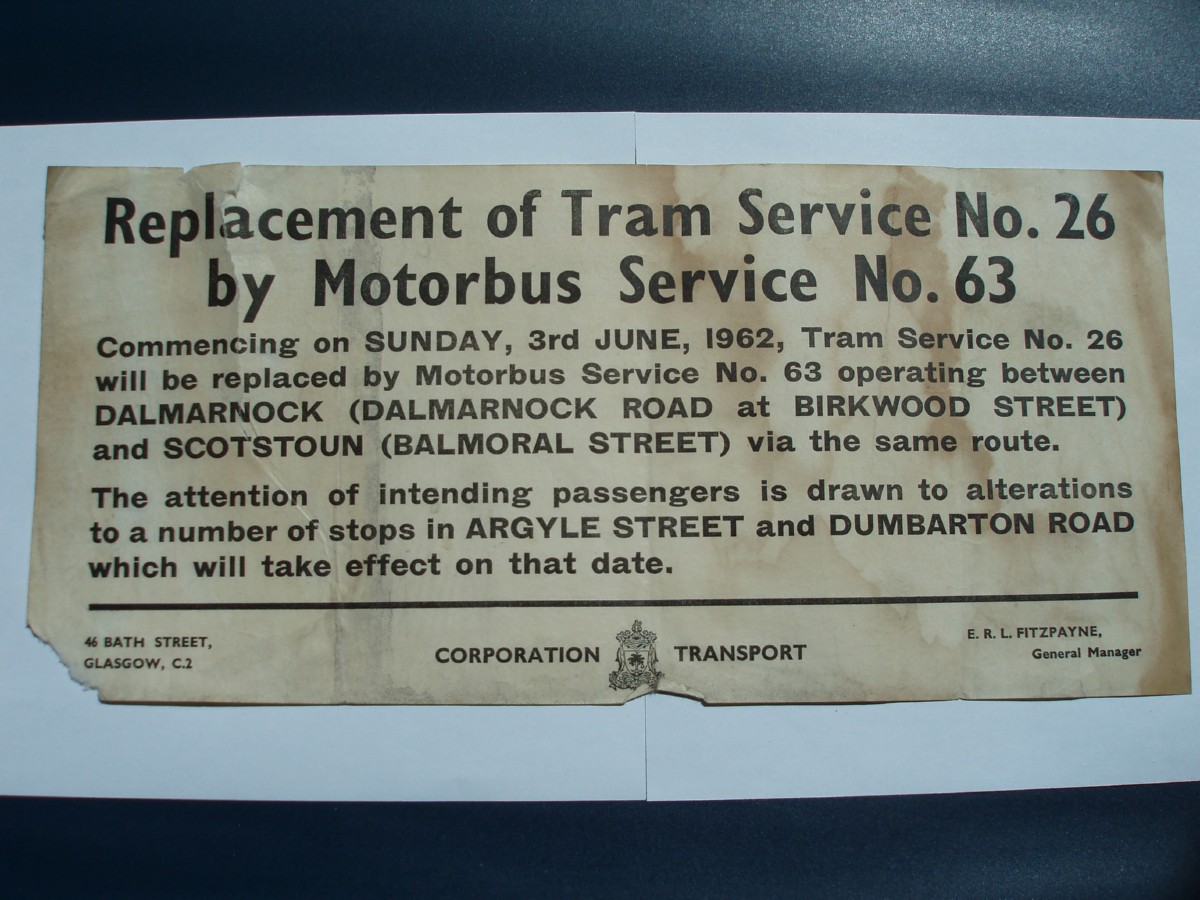 Replacement of Tram Service No. 26
by Motorbus Service No. 63
Commencing on SUNDAY, 3rd JUNE, 1962, Tram Service No. 26
will be replaced by Motorbus Service No. 63 operating between
DALMARNOCK (DALMARNOCK ROAD at BIRKWOOD STREET)
and SCOTSTOUN (BALMORAL STREET) via the same route.
The attention of intending passengers is drawn to alterations
to a number of stops in ARGYLE STREET and DUMBARTON ROAD
which will take effect on that date.
46 BATH STREET,
GLASGOW, C.2
CORPORATION TRANSPORT
E. R. L. FITZPAYNE,
General Manager